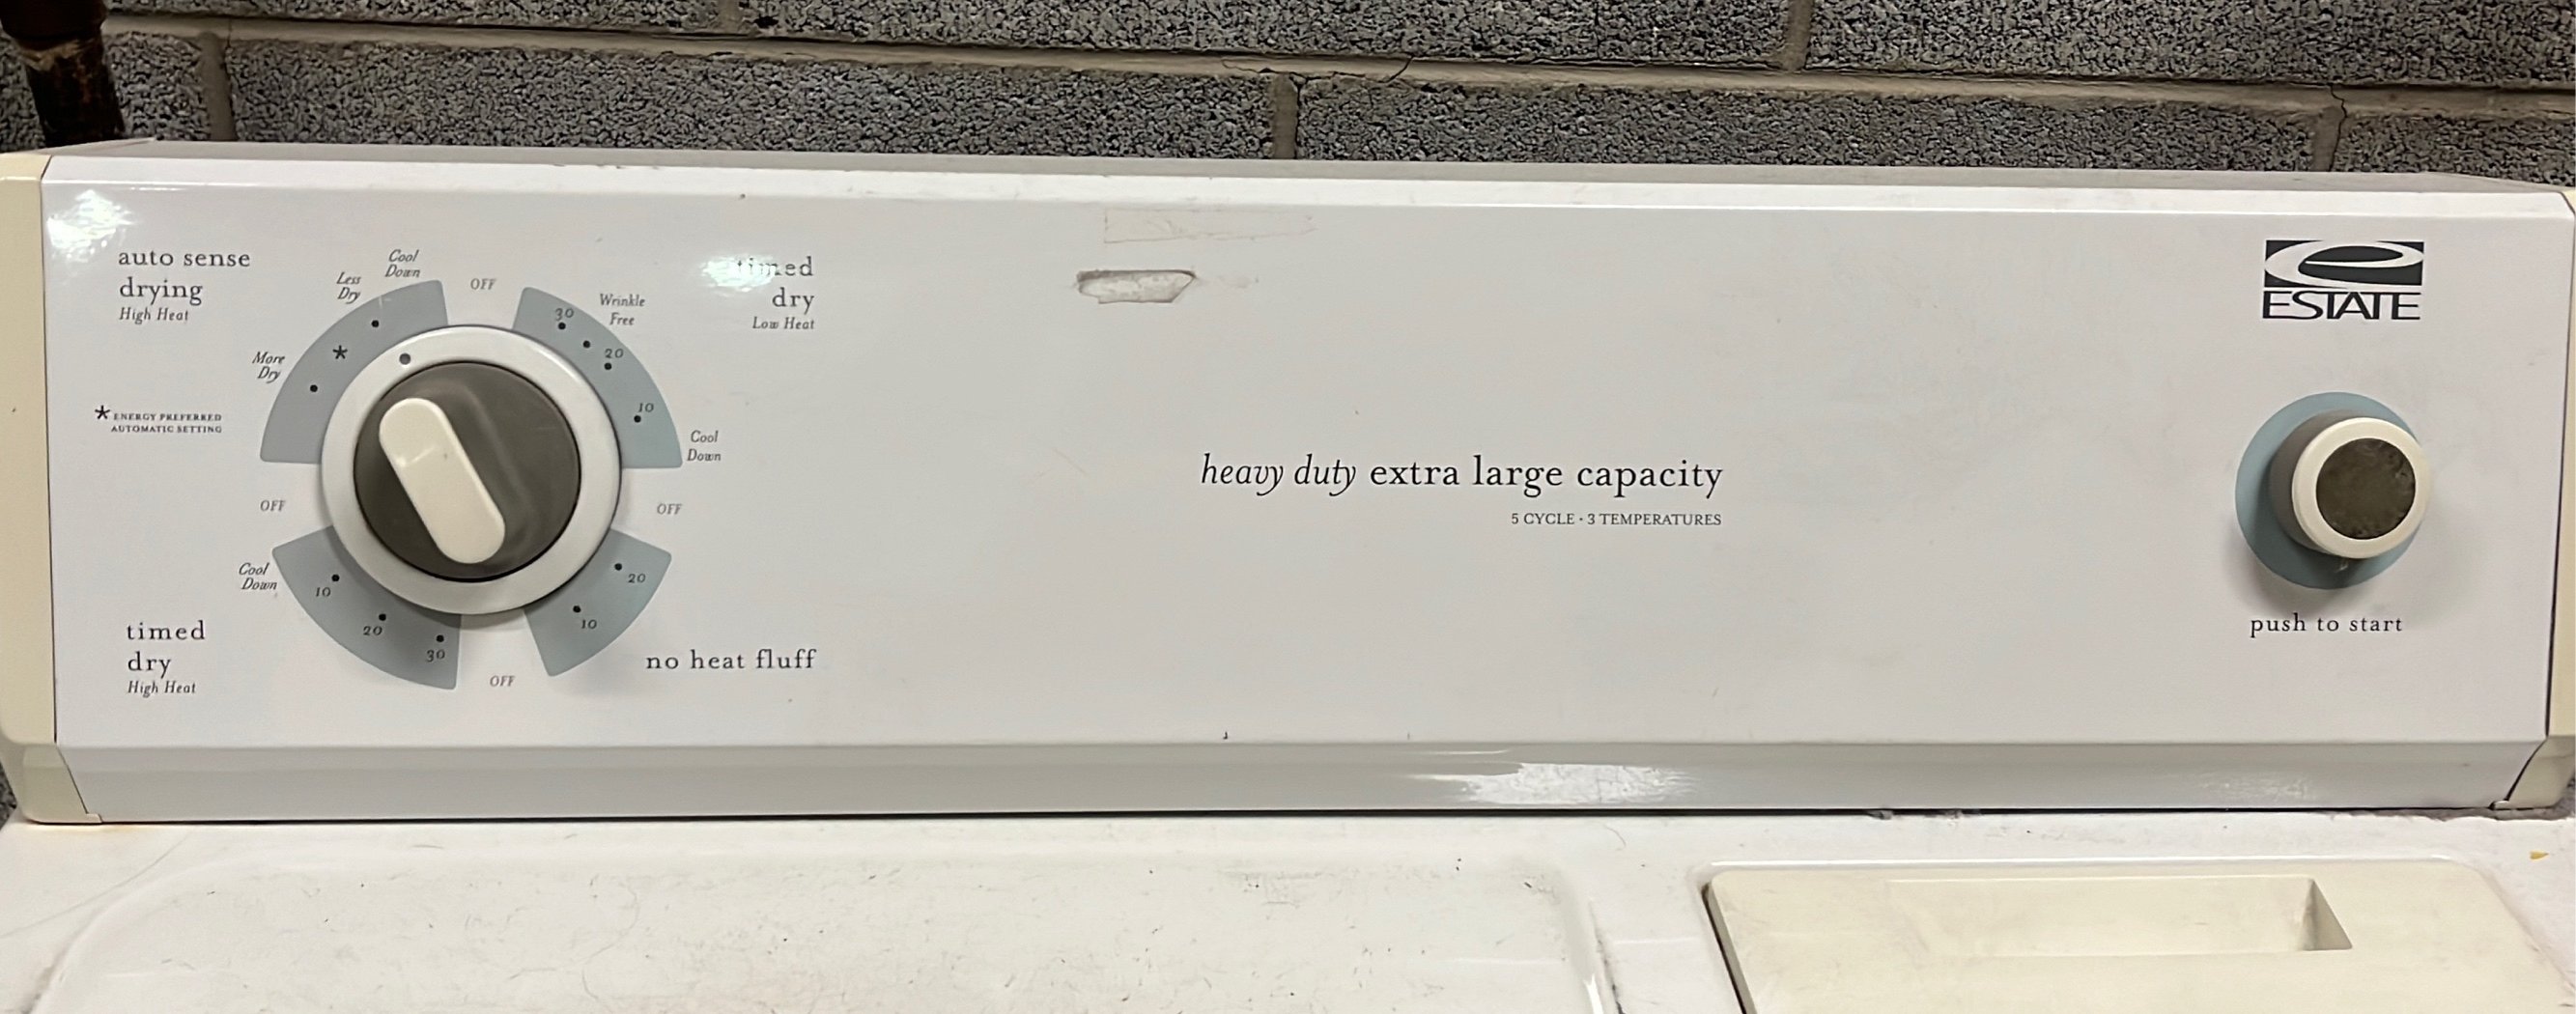 auto sense
drying
High Heat
Cool
Down
Less
Dry
More
Dry
* ENERGY PREFERRED
AUTOMATIC SETTING
*
OFF
30
Wrinkle
Free
20
10
Cool
Down
timed
dry
Low Heat
OFF
OFF
Cool
Down
10
20
30
timed
dry
High Heat
OFF
20
10
no heat fluff
heavy duty extra large capacity
5 CYCLE · 3 TEMPERATURES
e
ESTATE
push to start